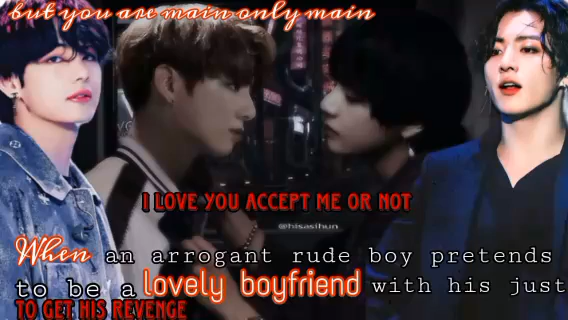 but you are main only main
I LOVE YOU ACCEPT ME OR NOT
@hisasihun
When an arrogant rude boy pretends
to be a lovely boyfriend with his just
TO GET HIS REVENGE